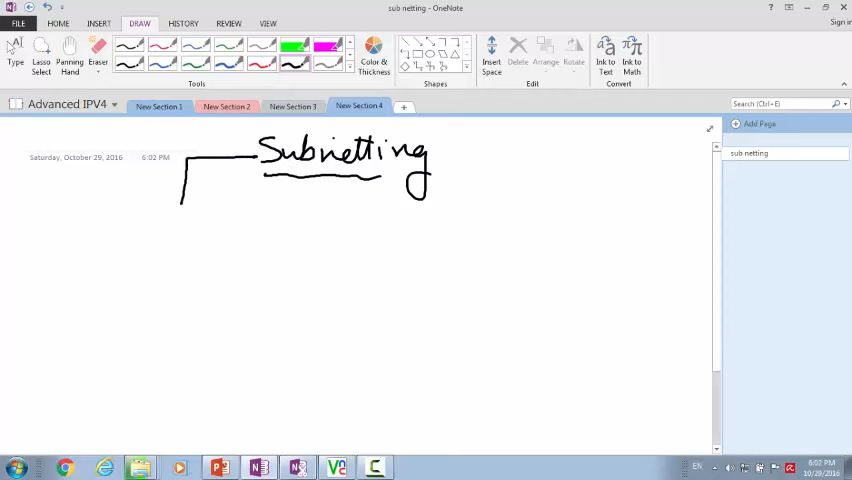 sub netting - OneNote
?
FILE HOME INSERT DRAW HISTORY REVIEW VIEW
Sign in
Type
Lasso Select
Panning Hand
Eraser
Color & Thickness
Insert Space
Delete
Arrange
Rotate
Ink to Text
Ink to Math
Tools
Shapes
Edit
Convert
Advanced IPV4
New Section 1
New Section 2
New Section 3
New Section 4
Search (Ctrl+E)
Add Page
sub netting
Subnetting
Saturday, October 29, 2016 6:02 PM
EN
6:02 PM
10/29/2016